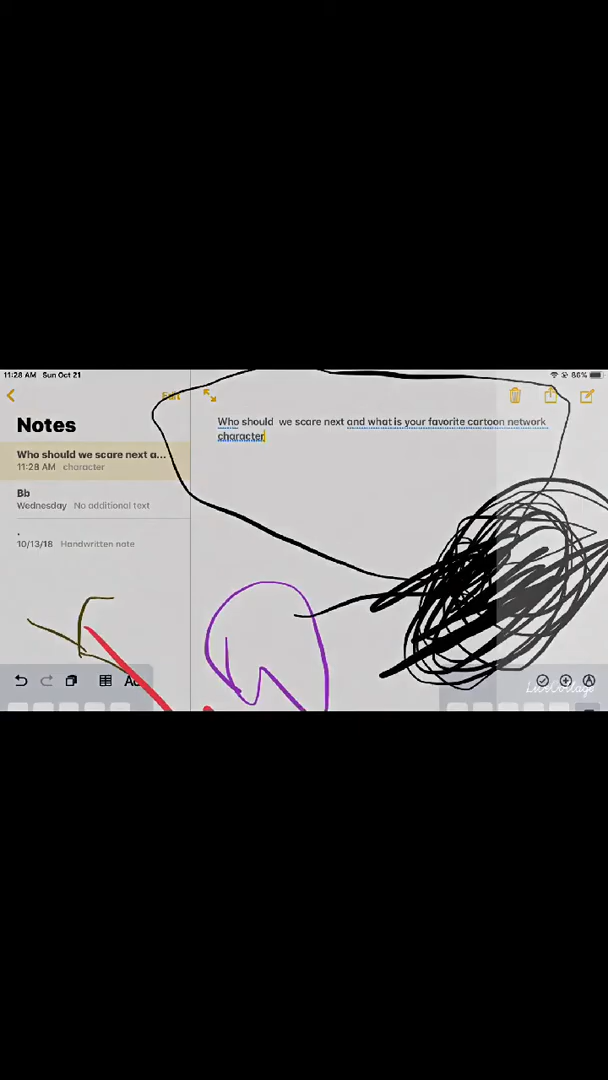 11:28 AM Sun Oct 21
86%
Edit
Notes
Who should we scare next a...
11:28 AM character
Bb
Wednesday No additional text
.
10/13/18 Handwritten note
Who should  we scare next and what is your favorite cartoon network
character
Aa
LiveCollage